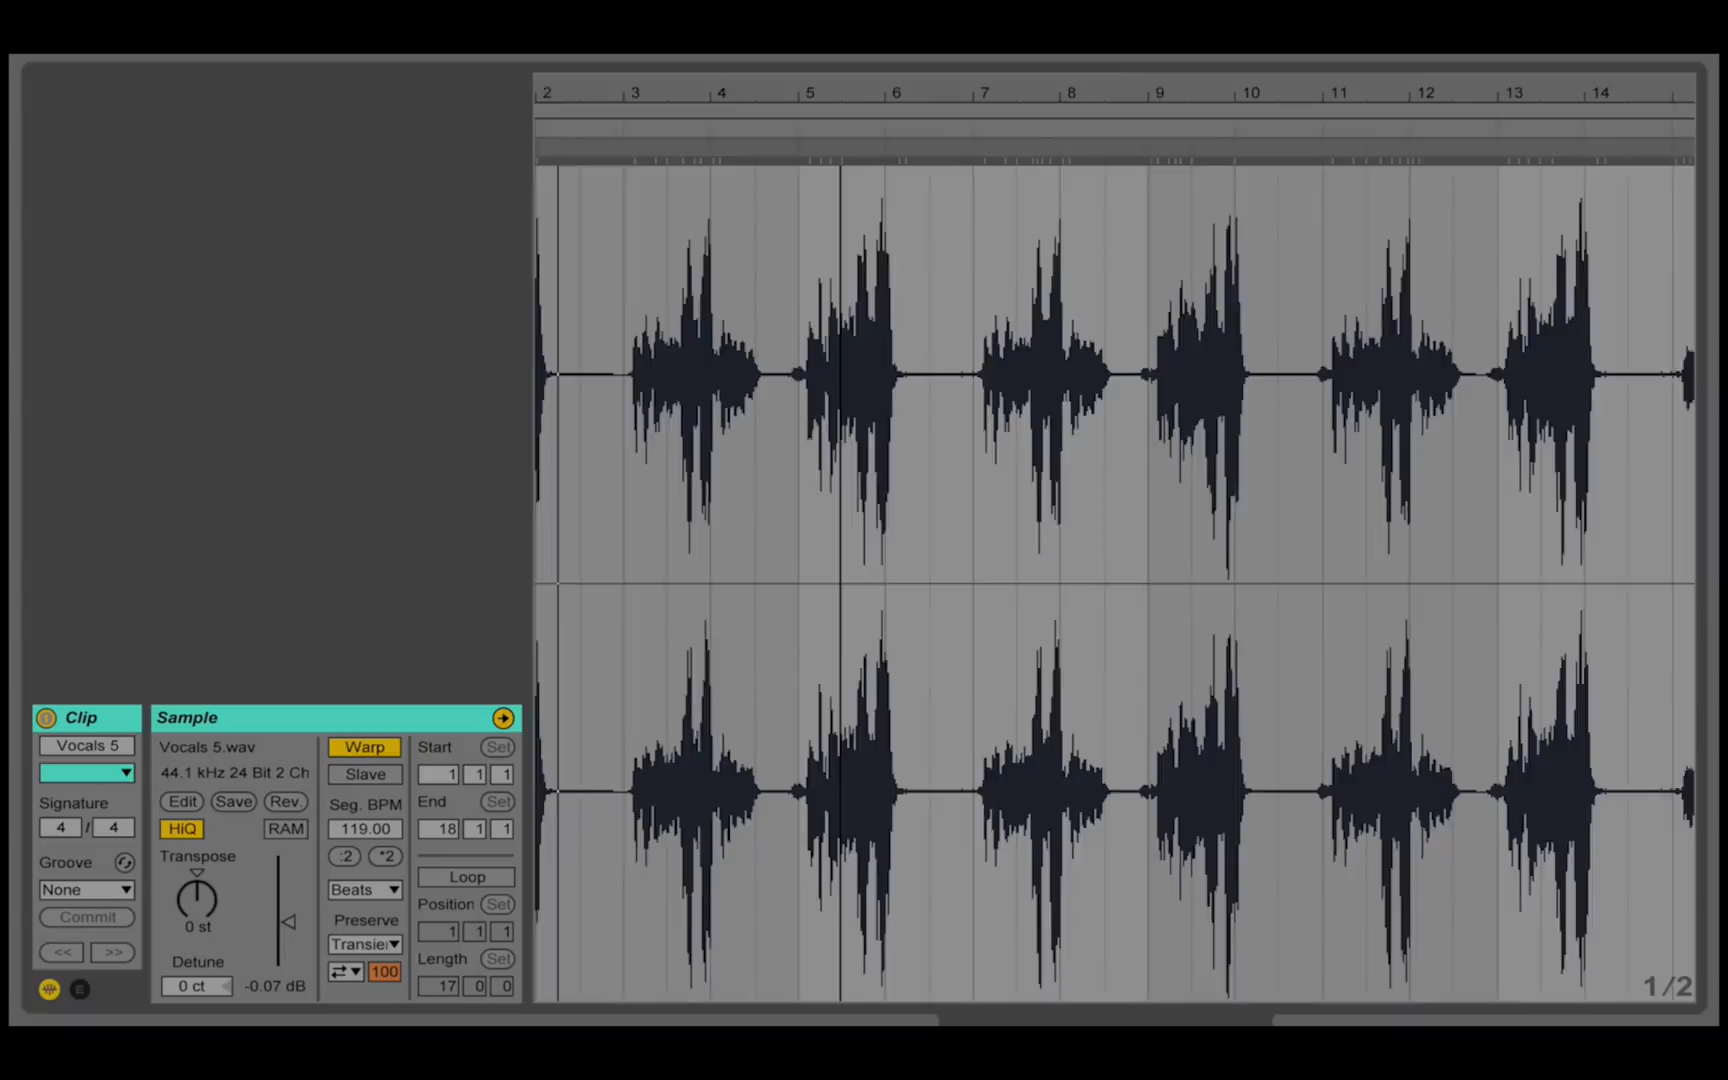 2 3 4 5 6 7 8 9 10 11 12 13 14
Clip
Vocals 5
Signature
4 / 4
Groove
None
Commit
<< >>
E
Sample
Vocals 5.wav
44.1 kHz 24 Bit 2 Ch
Edit Save Rev.
HiQ RAM
Transpose
0 st
Detune
0 ct -0.07 dB
Warp
Slave
Seg. BPM
119.00
:2 *2
Beats
Preserve
Transie
100
Start Set
1 1 1
End Set
18 1 1
Loop
Position Set
1 1 1
Length Set
17 0 0
1/2